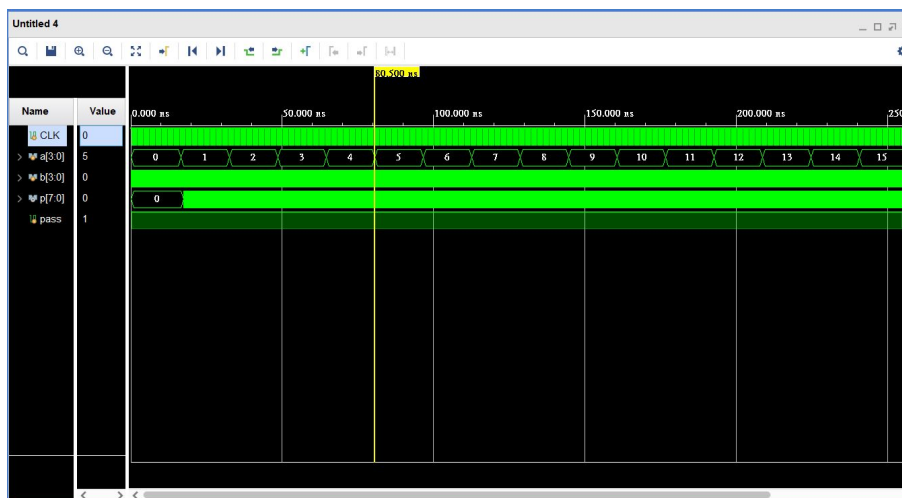 Untitled 4
80.500 ns
Name Value
0.000 ns 50.000 ns 100.000 ns 150.000 ns 200.000 ns 250
CLK 0
a[3:0] 5 0 1 2 3 4 5 6 7 8 9 10 11 12 13 14 15
b[3:0] 0
p[7:0] 0 0
pass 1